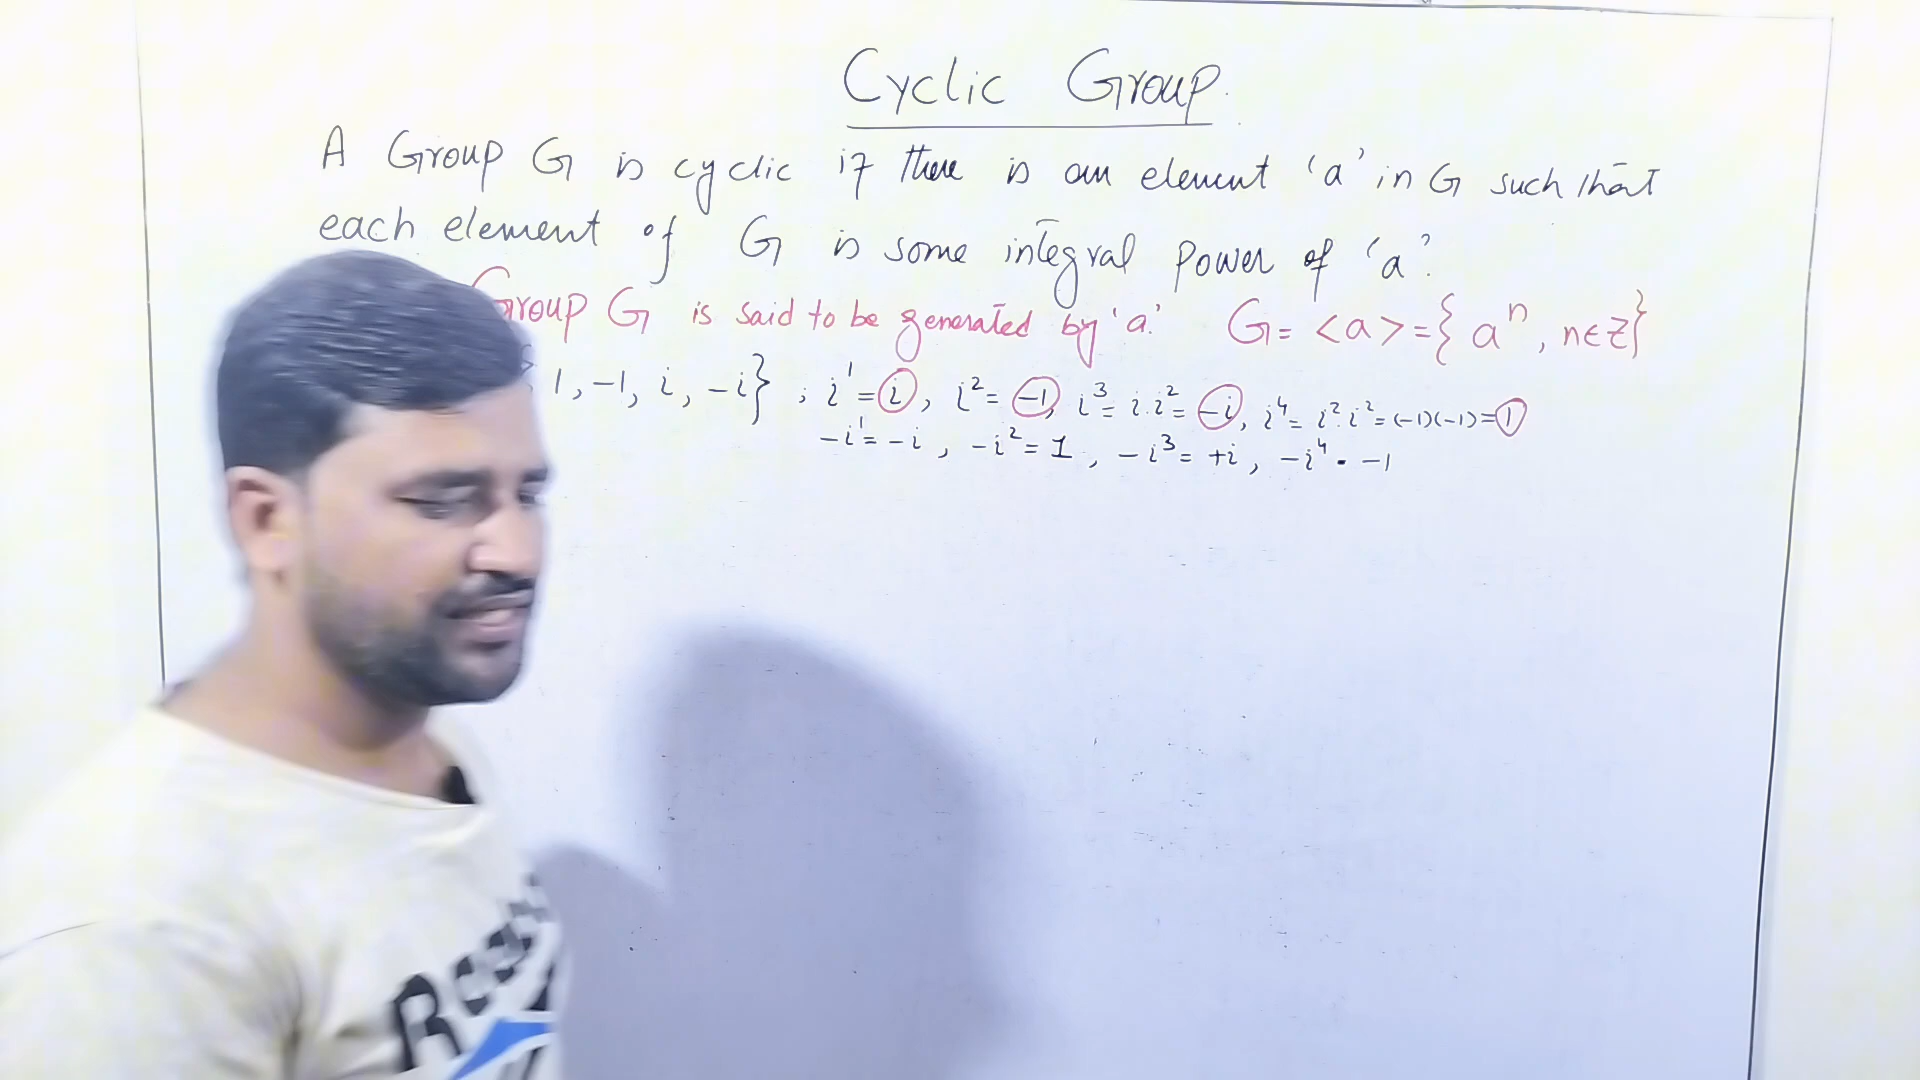 Cyclic Group.
A Group G is cyclic if there is an element 'a' in G such that
each element of G is some integral power of 'a'.
Group G is said to be generated by 'a'. G = <a> = { aⁿ, n∈Z}
1, -1, i, -i} ; i¹ = i, i² = -1, i³ = i.i² = -i, i⁴ = i².i² = (-1)(-1) = 1
-i¹ = -i, -i² = 1, -i³ = +i, -i⁴ = -1